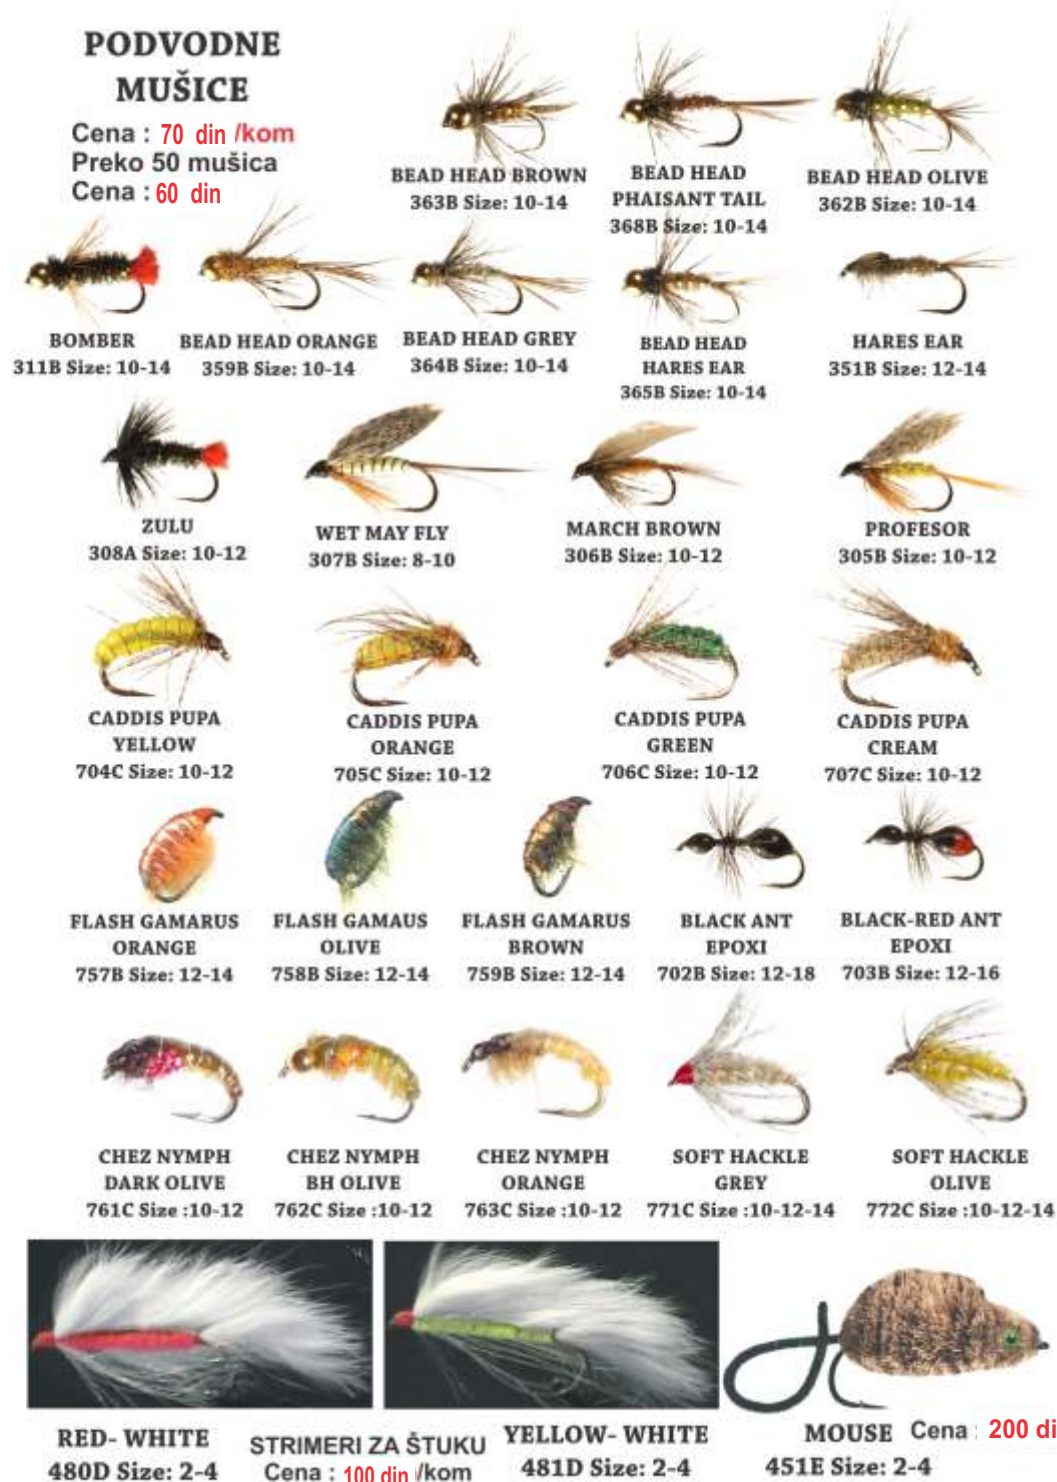 PODVODNE
MUŠICE
Cena : 70 din /kom
Preko 50 mušica
Cena : 60 din
BEAD HEAD BROWN
363B Size: 10-14
BEAD HEAD
PHAISANT TAIL
368B Size: 10-14
BEAD HEAD OLIVE
362B Size: 10-14
BOMBER
311B Size: 10-14
BEAD HEAD ORANGE
359B Size: 10-14
BEAD HEAD GREY
364B Size: 10-14
BEAD HEAD
HARES EAR
365B Size: 10-14
HARES EAR
351B Size: 12-14
ZULU
308A Size: 10-12
WET MAY FLY
307B Size: 8-10
MARCH BROWN
306B Size: 10-12
PROFESOR
305B Size: 10-12
CADDIS PUPA
YELLOW
704C Size: 10-12
CADDIS PUPA
ORANGE
705C Size: 10-12
CADDIS PUPA
GREEN
706C Size: 10-12
CADDIS PUPA
CREAM
707C Size: 10-12
FLASH GAMARUS
ORANGE
757B Size: 12-14
FLASH GAMAUS
OLIVE
758B Size: 12-14
FLASH GAMARUS
BROWN
759B Size: 12-14
BLACK ANT
EPOXI
702B Size: 12-18
BLACK-RED ANT
EPOXI
703B Size: 12-16
CHEZ NYMPH
DARK OLIVE
761C Size :10-12
CHEZ NYMPH
BH OLIVE
762C Size :10-12
CHEZ NYMPH
ORANGE
763C Size :10-12
SOFT HACKLE
GREY
771C Size :10-12-14
SOFT HACKLE
OLIVE
772C Size :10-12-14
RED- WHITE
480D Size: 2-4
STRIMERI ZA ŠTUKU
Cena : 100 din /kom
YELLOW- WHITE
481D Size: 2-4
MOUSE Cena : 200 di
451E Size: 2-4